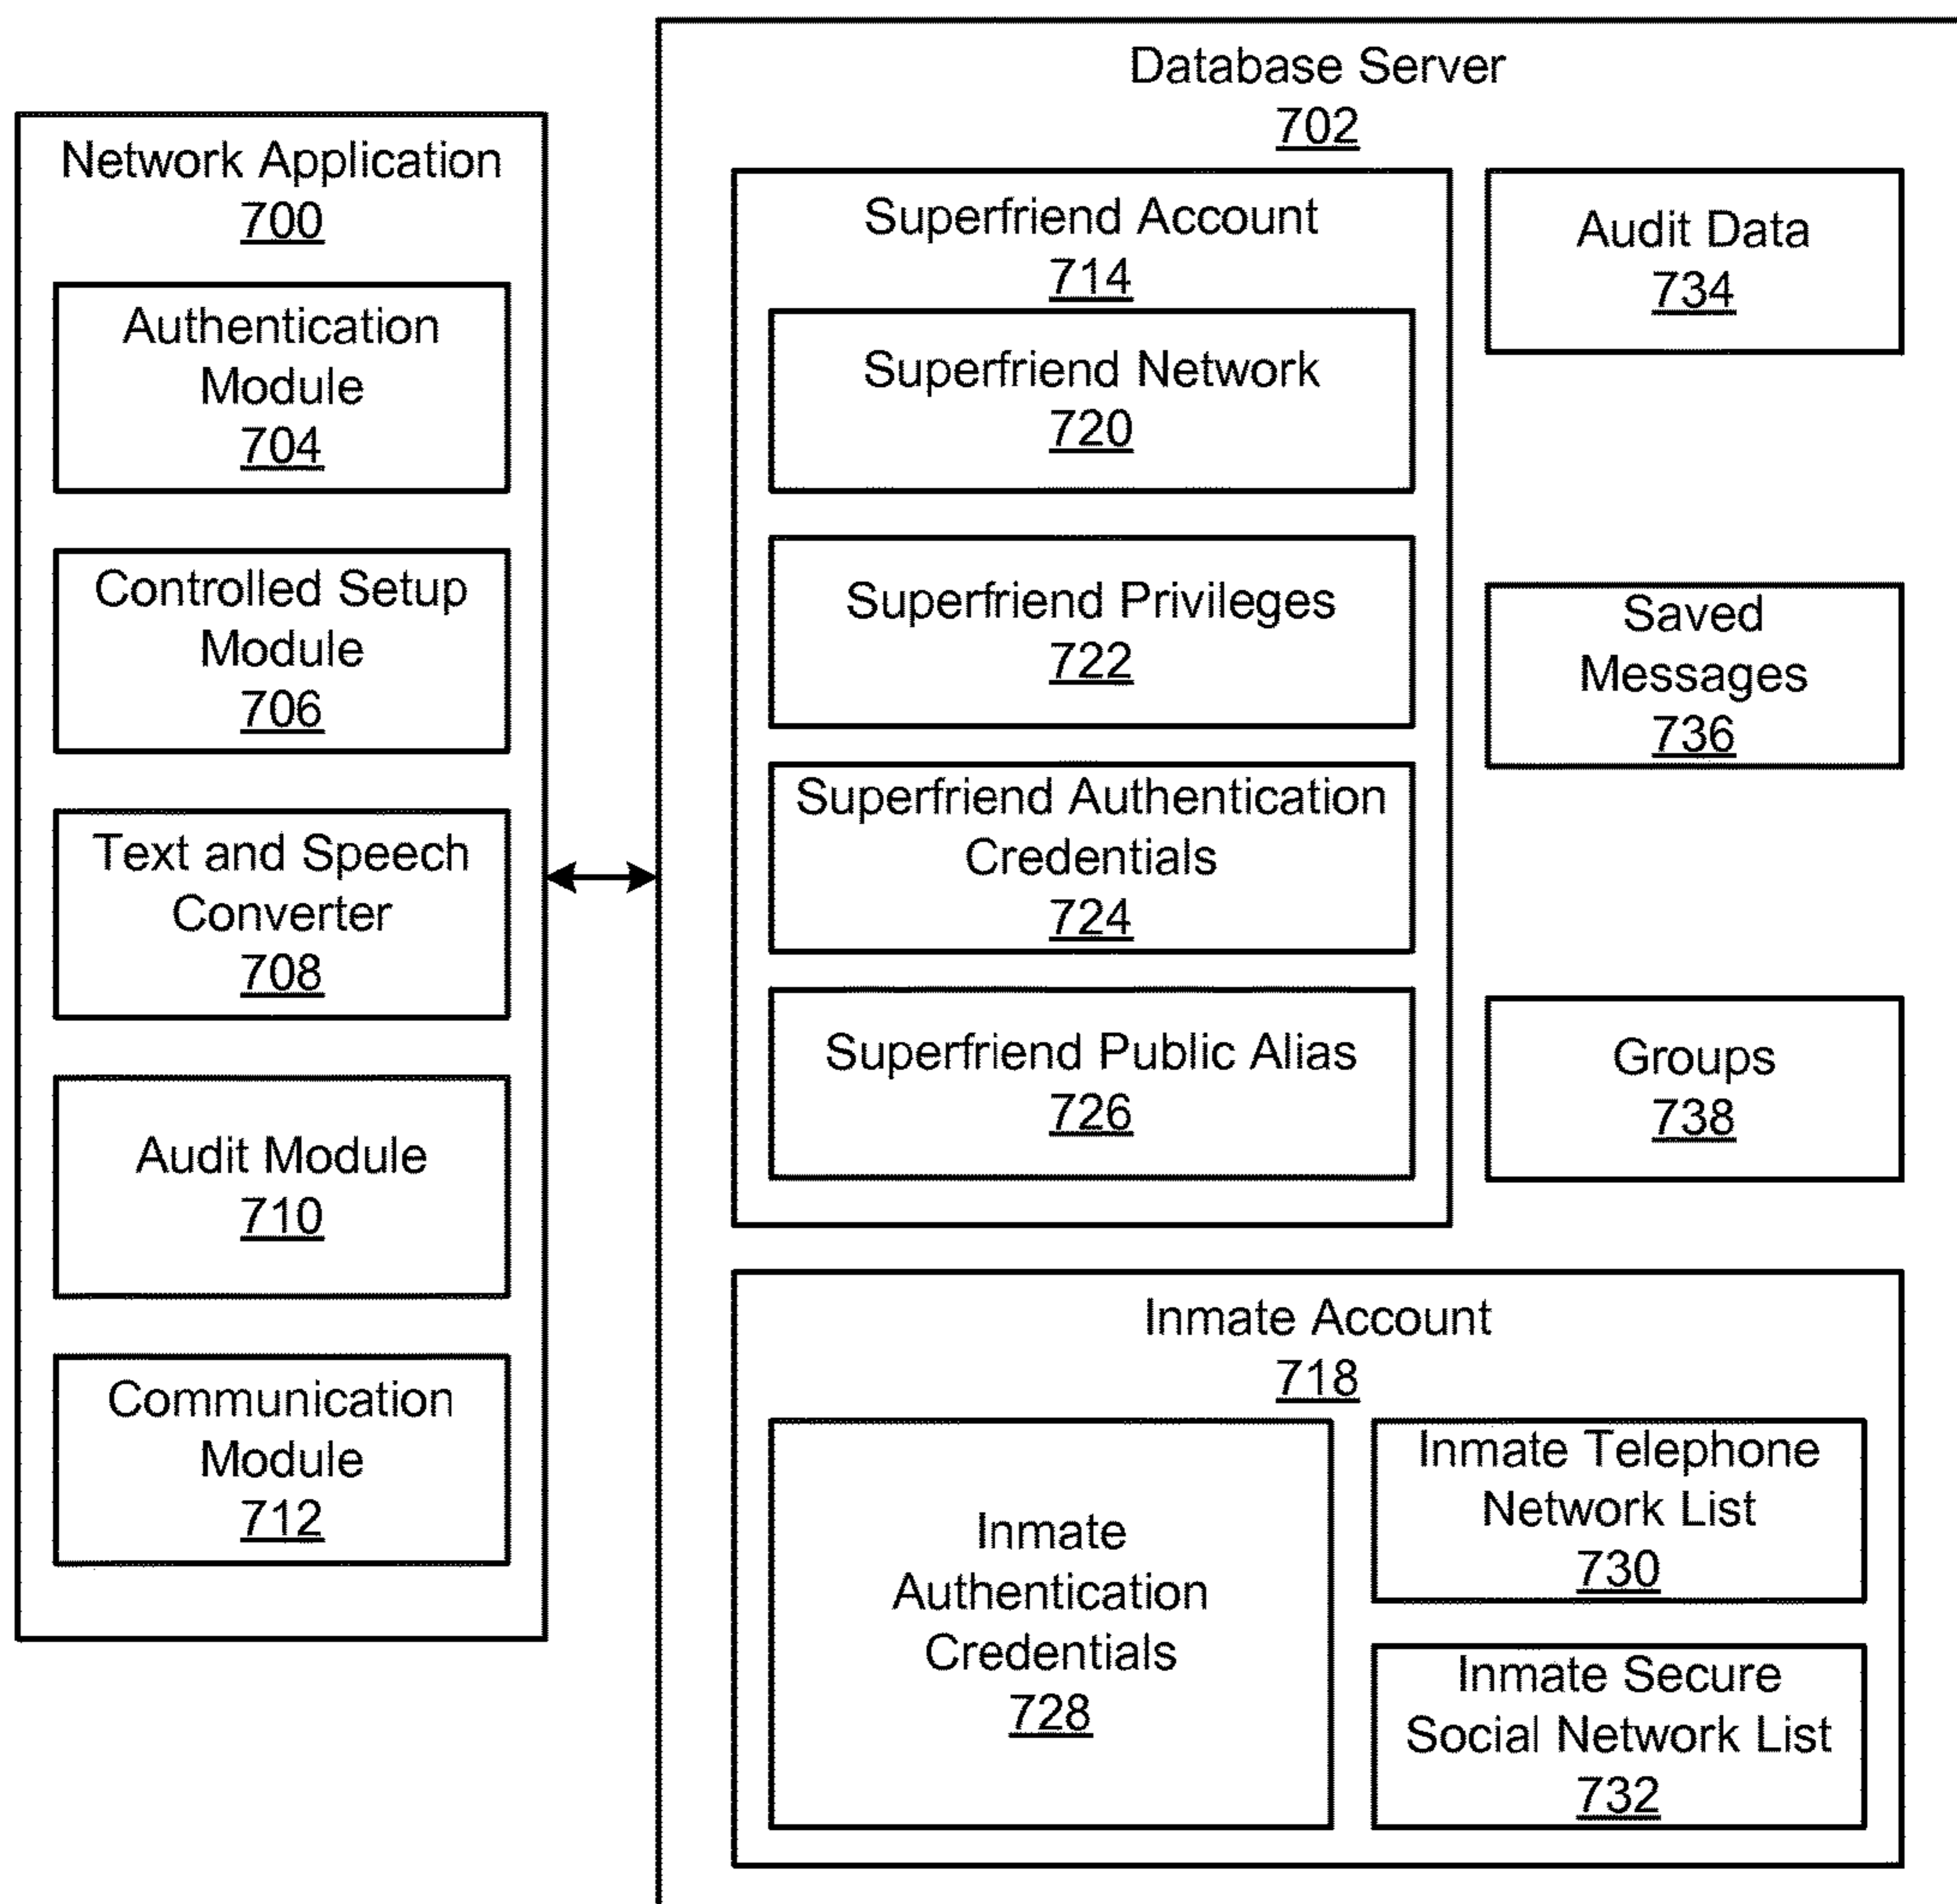 Network Application
700
Authentication
Module
704
Controlled Setup
Module
706
Text and Speech
Converter
708
Audit Module
710
Communication
Module
712
Database Server
702
Superfriend Account
714
Superfriend Network
720
Superfriend Privileges
722
Superfriend Authentication
Credentials
724
Superfriend Public Alias
726
Audit Data
734
Saved
Messages
736
Groups
738
Inmate Account
718
Inmate
Authentication
Credentials
728
Inmate Telephone
Network List
730
Inmate Secure
Social Network List
732